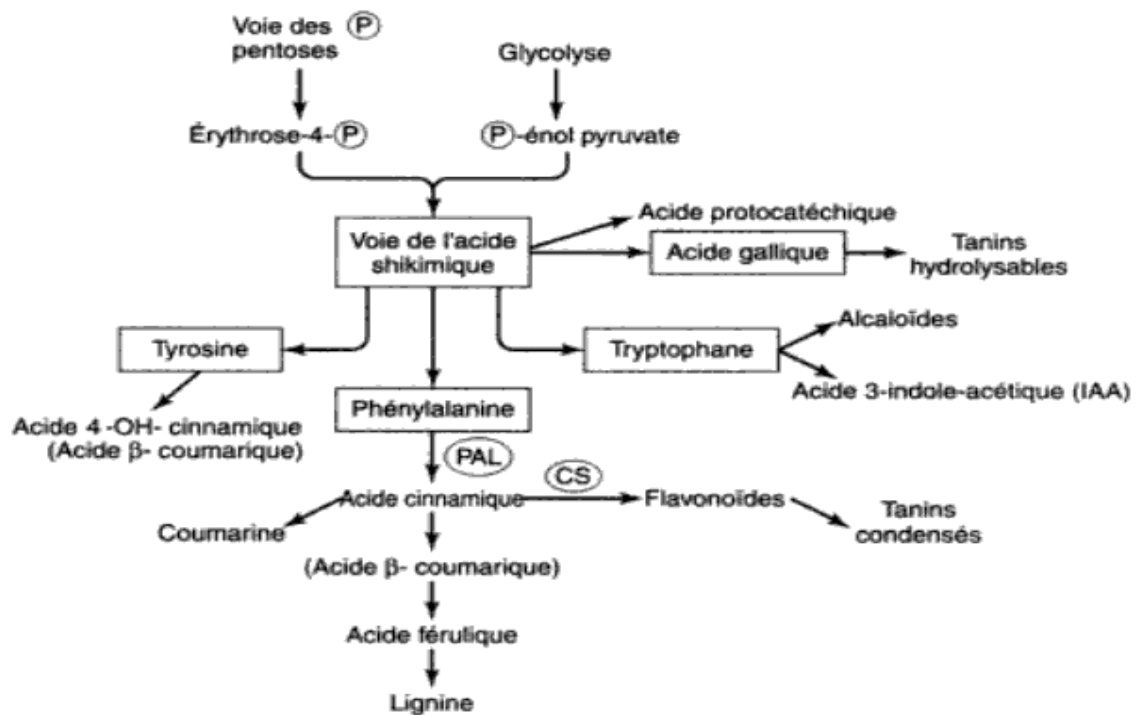 Voie des P
pentoses
Glycolyse
Érythrose-4-P
P-énol pyruvate
Voie de l'acide
shikimique
Acide protocatéchique
Acide gallique
Tanins
hydrolysables
Tyrosine
Tryptophane
Alcaloïdes
Acide 3-indole-acétique (IAA)
Acide 4-OH- cinnamique
(Acide β- coumarique)
Phénylalanine
PAL
CS
Acide cinnamique
Flavonoïdes
Tanins
condensés
Coumarine
(Acide β- coumarique)
Acide férulique
Lignine